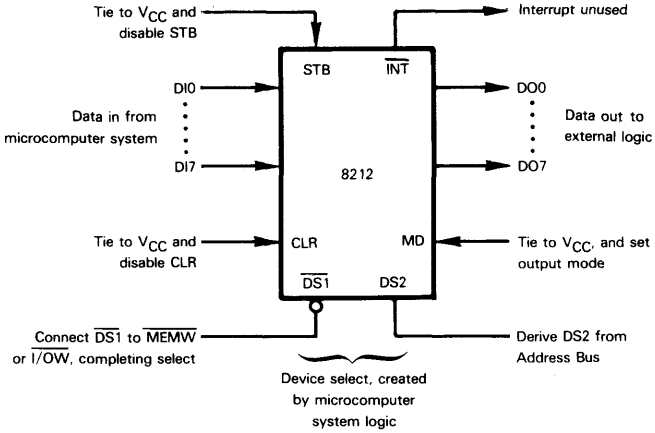 Tie to VCC and
disable STB
Interrupt unused
STB
INT
DI0
DO0
Data in from
microcomputer system
Data out to
external logic
DI7
DO7
8212
Tie to VCC and
disable CLR
CLR
MD
Tie to VCC, and set
output mode
DS1
DS2
Connect DS1 to MEMW
or I/OW, completing select
Derive DS2 from
Address Bus
Device select, created
by microcomputer
system logic